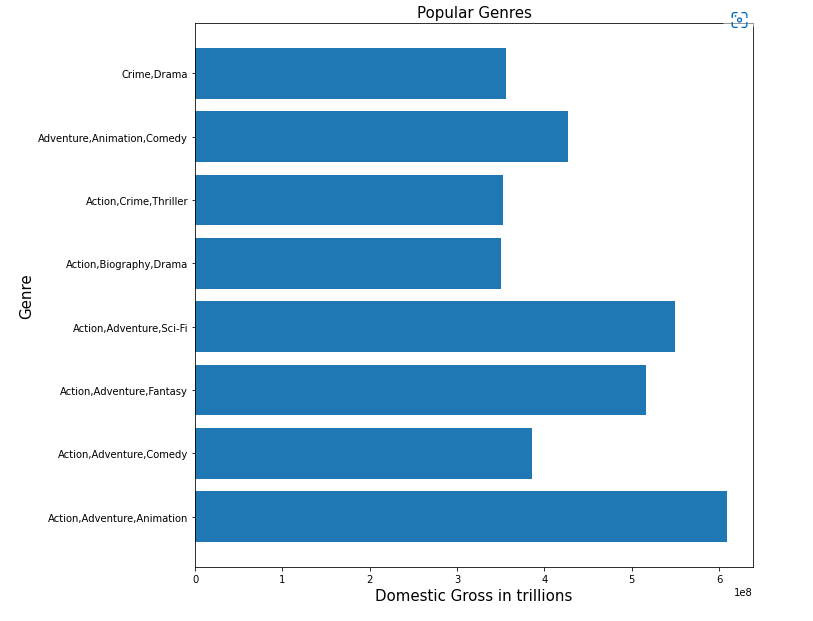 Popular Genres
Crime,Drama
Adventure,Animation,Comedy
Action,Crime,Thriller
Action,Biography,Drama
Action,Adventure,Sci-Fi
Action,Adventure,Fantasy
Action,Adventure,Comedy
Action,Adventure,Animation
Genre
0 1 2 3 4 5 6
1e8
Domestic Gross in trillions